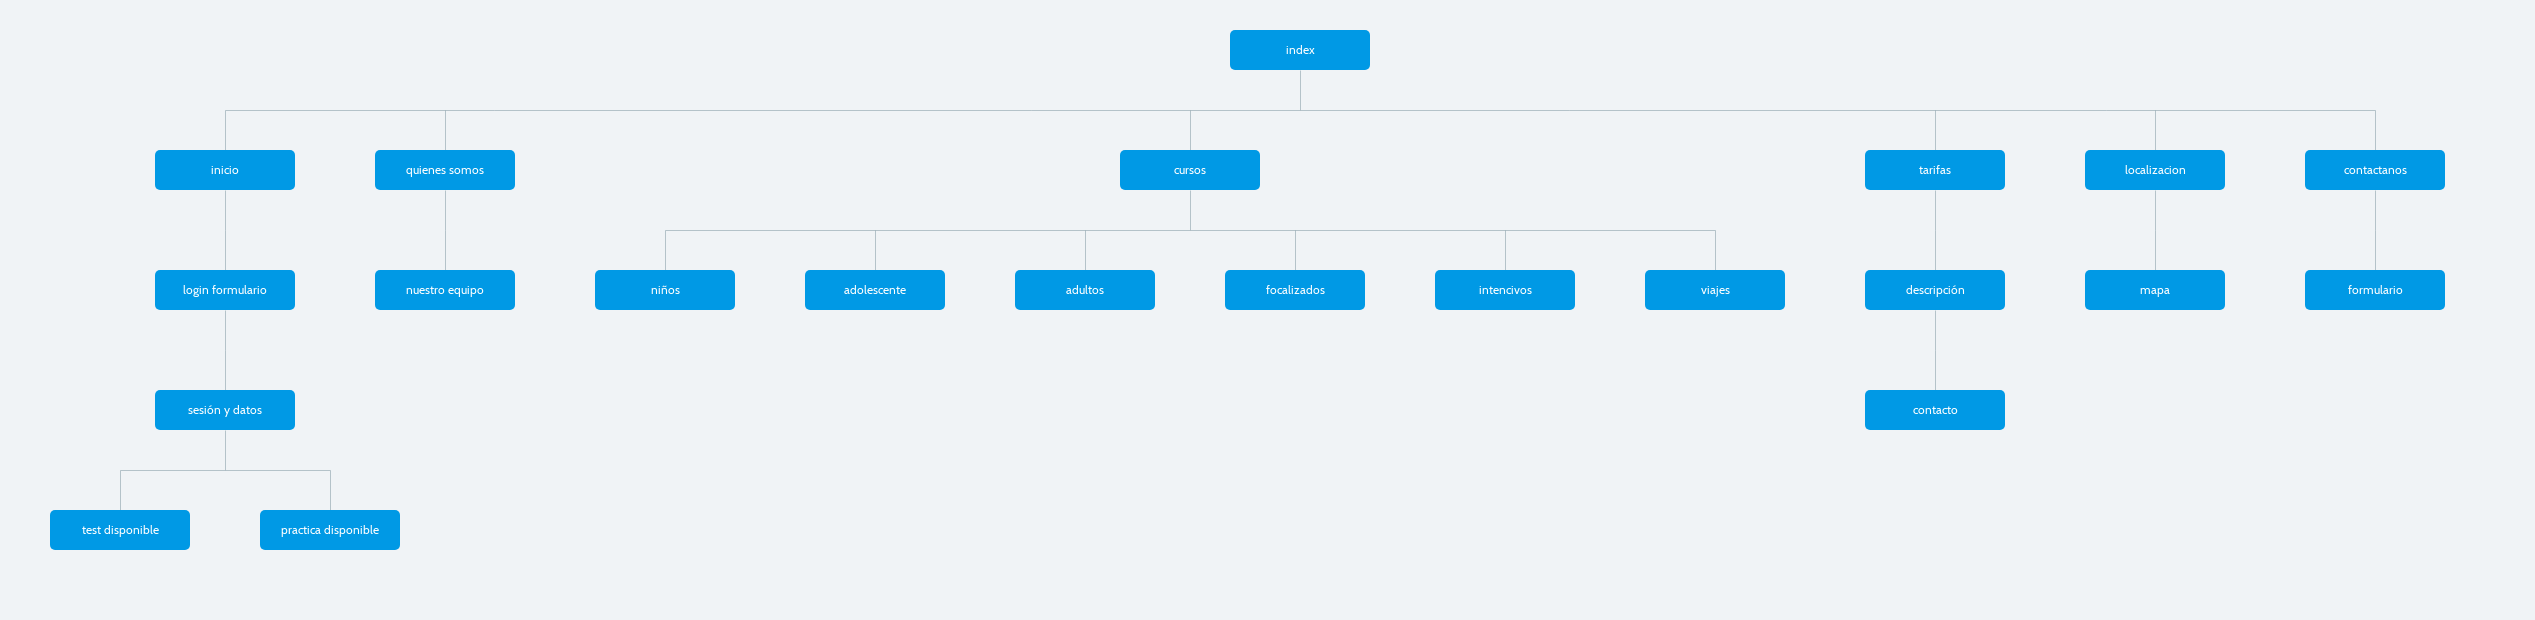 index
inicio
quienes somos
cursos
tarifas
localizacion
contactanos
login formulario
nuestro equipo
niños
adolescente
adultos
focalizados
intencivos
viajes
descripción
mapa
formulario
sesión y datos
contacto
test disponible
practica disponible